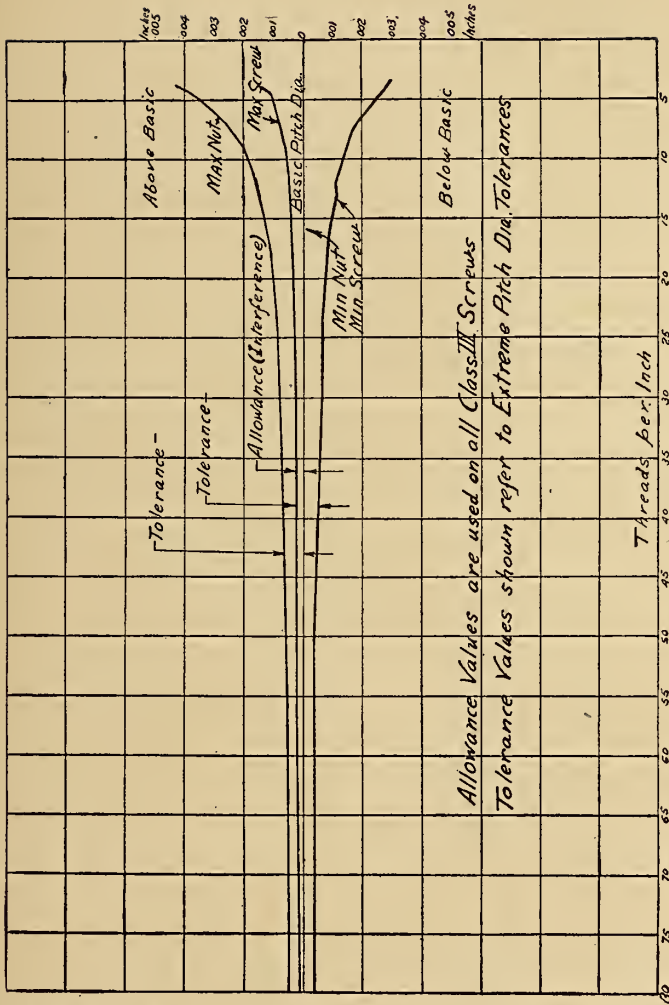 Inches
.005
.004
.003
.002
.001
0
.001
.002
.003
.004
.005
Inches
Above Basic
Max Nut
Max Screw
Basic Pitch Dia.
Below Basic
Min Nut
Min Screw
Allowance (Interference)
Tolerance
Tolerance
Allowance Values are used on all Class III Screws
Tolerance Values shown refer to Extreme Pitch Dia. Tolerances
Threads per Inch
5
10
15
20
25
30
35
40
45
50
55
60
65
70
75
80